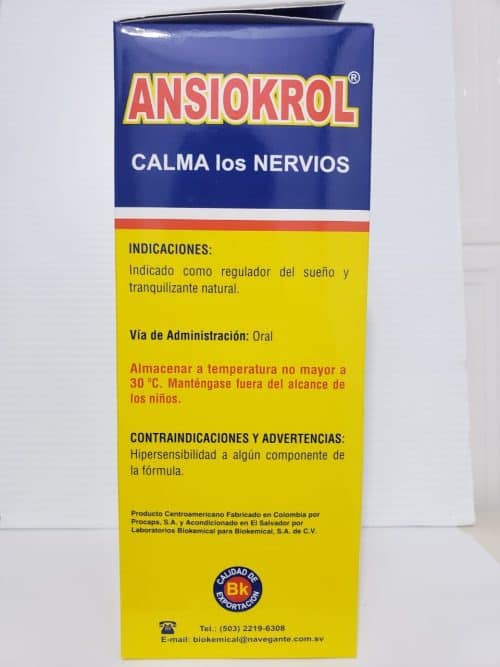 ANSIOKROL®
CALMA los NERVIOS
INDICACIONES:
Indicado como regulador del sueño y
tranquilizante natural.
Vía de Administración: Oral
Almacenar a temperatura no mayor a
30 °C. Manténgase fuera del alcance de
los niños.
CONTRAINDICACIONES Y ADVERTENCIAS:
Hipersensibilidad a algún componente de
la fórmula.
Producto Centroamericano Fabricado en Colombia por
Procaps, S.A. y Acondicionado en El Salvador por
Laboratorios Biokemical para Biokemical, S.A. de C.V.
CALIDAD DE
Bk
EXPORTACIÓN
Tel.: (503) 2219-6308
E-mail: biokemical@navegante.com.sv